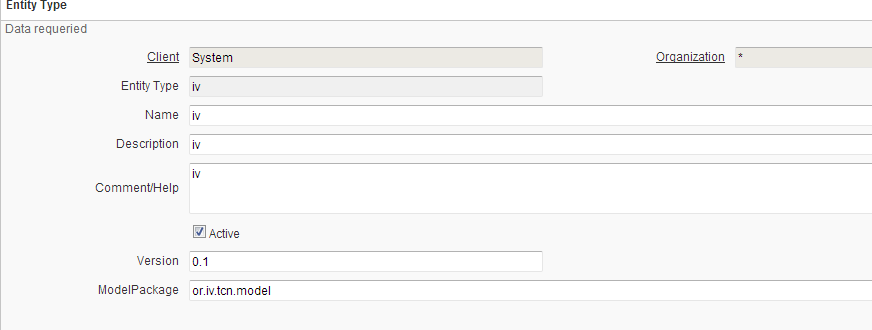 Entity Type
Data requeried
Client System Organization *
Entity Type iv
Name iv
Description iv
Comment/Help iv
Active
Version 0.1
ModelPackage or.iv.tcn.model